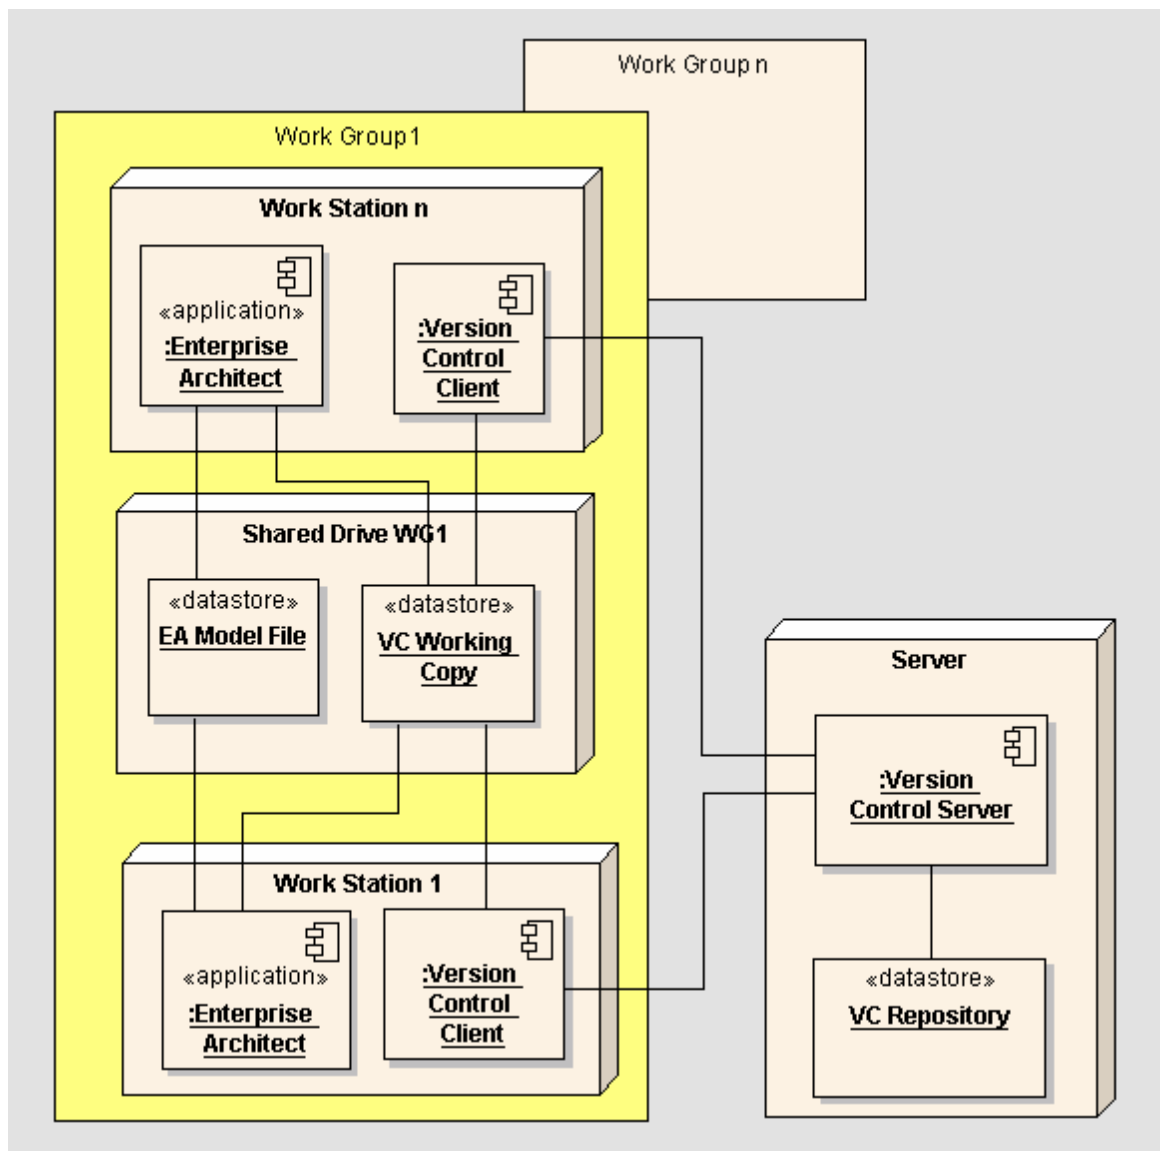 Work Group n
Work Group1
Work Station n
«application»
:Enterprise
Architect
:Version
Control
Client
Shared Drive WG1
«datastore»
EA Model File
«datastore»
VC Working
Copy
Server
:Version
Control Server
«datastore»
VC Repository
Work Station 1
«application»
:Enterprise
Architect
:Version
Control
Client